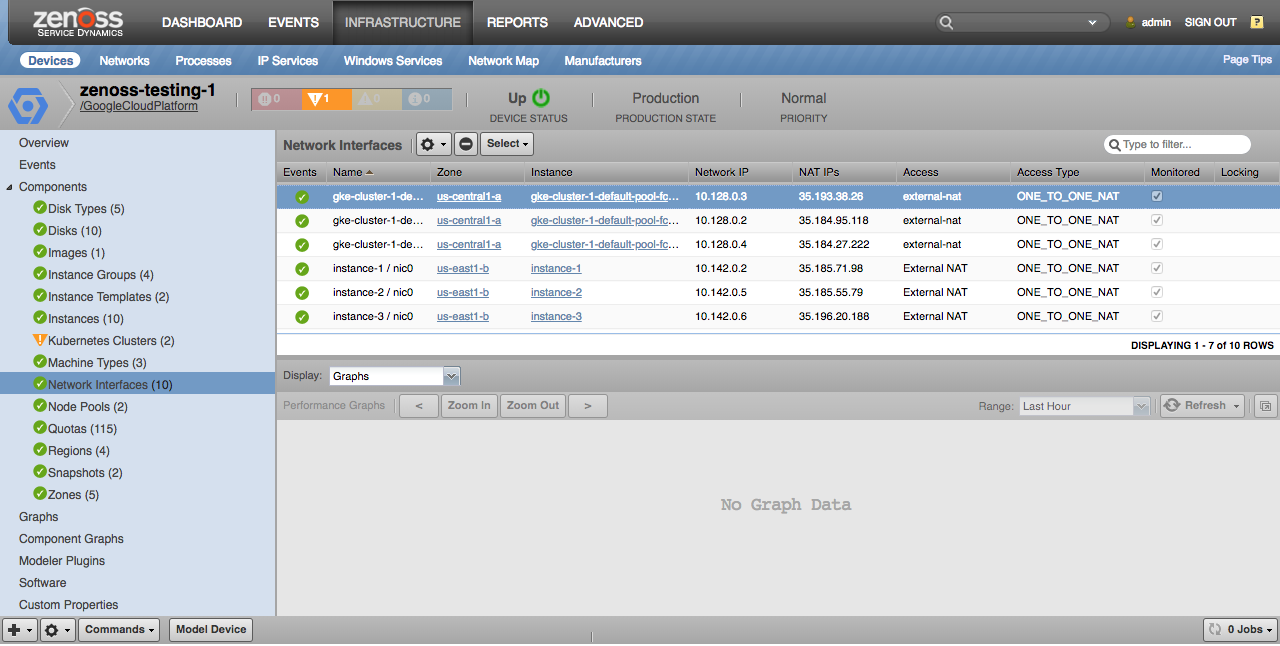 zenoss
SERVICE DYNAMICS
DASHBOARD EVENTS INFRASTRUCTURE REPORTS ADVANCED
admin SIGN OUT ?
Devices Networks Processes IP Services Windows Services Network Map Manufacturers Page Tips
zenoss-testing-1
/GoogleCloudPlatform
0 1 0 0
Up
DEVICE STATUS
Production
PRODUCTION STATE
Normal
PRIORITY
Overview
Events
Components
Disk Types (5)
Disks (10)
Images (1)
Instance Groups (4)
Instance Templates (2)
Instances (10)
Kubernetes Clusters (2)
Machine Types (3)
Network Interfaces (10)
Node Pools (2)
Quotas (115)
Regions (4)
Snapshots (2)
Zones (5)
Graphs
Component Graphs
Modeler Plugins
Software
Custom Properties
Network Interfaces Select Type to filter...
Events Name Zone Instance Network IP NAT IPs Access Access Type Monitored Locking
gke-cluster-1-de... us-central1-a gke-cluster-1-default-pool-fc... 10.128.0.3 35.193.38.26 external-nat ONE_TO_ONE_NAT
gke-cluster-1-de... us-central1-a gke-cluster-1-default-pool-fc... 10.128.0.2 35.184.95.118 external-nat ONE_TO_ONE_NAT
gke-cluster-1-de... us-central1-a gke-cluster-1-default-pool-fc... 10.128.0.4 35.184.27.222 external-nat ONE_TO_ONE_NAT
instance-1 / nic0 us-east1-b instance-1 10.142.0.2 35.185.71.98 External NAT ONE_TO_ONE_NAT
instance-2 / nic0 us-east1-b instance-2 10.142.0.5 35.185.55.79 External NAT ONE_TO_ONE_NAT
instance-3 / nic0 us-east1-b instance-3 10.142.0.6 35.196.20.188 External NAT ONE_TO_ONE_NAT
DISPLAYING 1 - 7 of 10 ROWS
Display: Graphs
Performance Graphs < Zoom In Zoom Out > Range: Last Hour Refresh
No Graph Data
Commands Model Device 0 Jobs